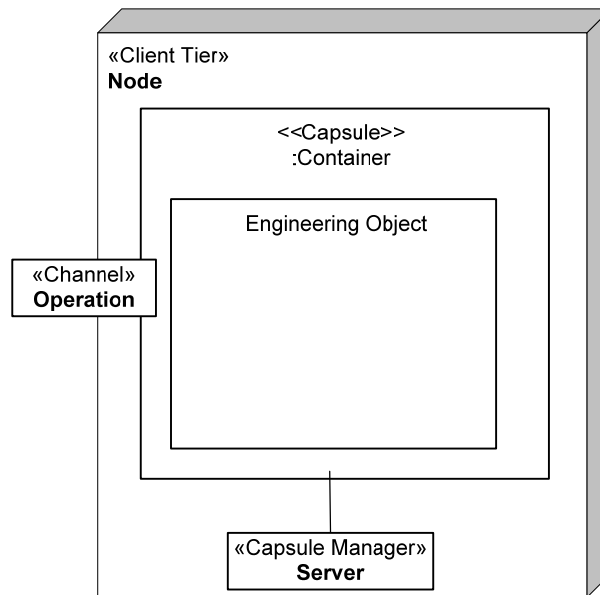 «Client Tier»
Node
<<Capsule>>
:Container
Engineering Object
«Channel»
Operation
«Capsule Manager»
Server